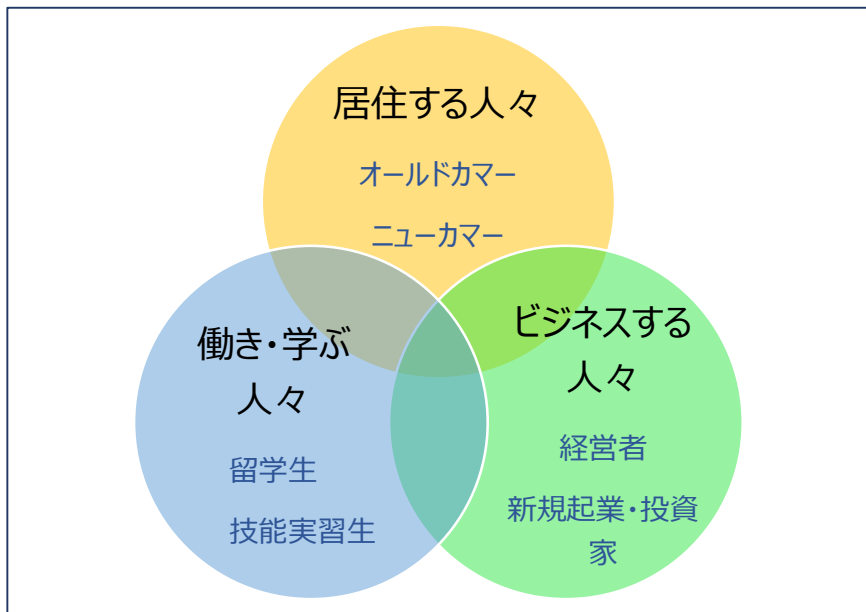 居住する人々
オールドカマー
ニューカマー
働き・学ぶ
人々
留学生
技能実習生
ビジネスする
人々
経営者
新規起業・投資
家